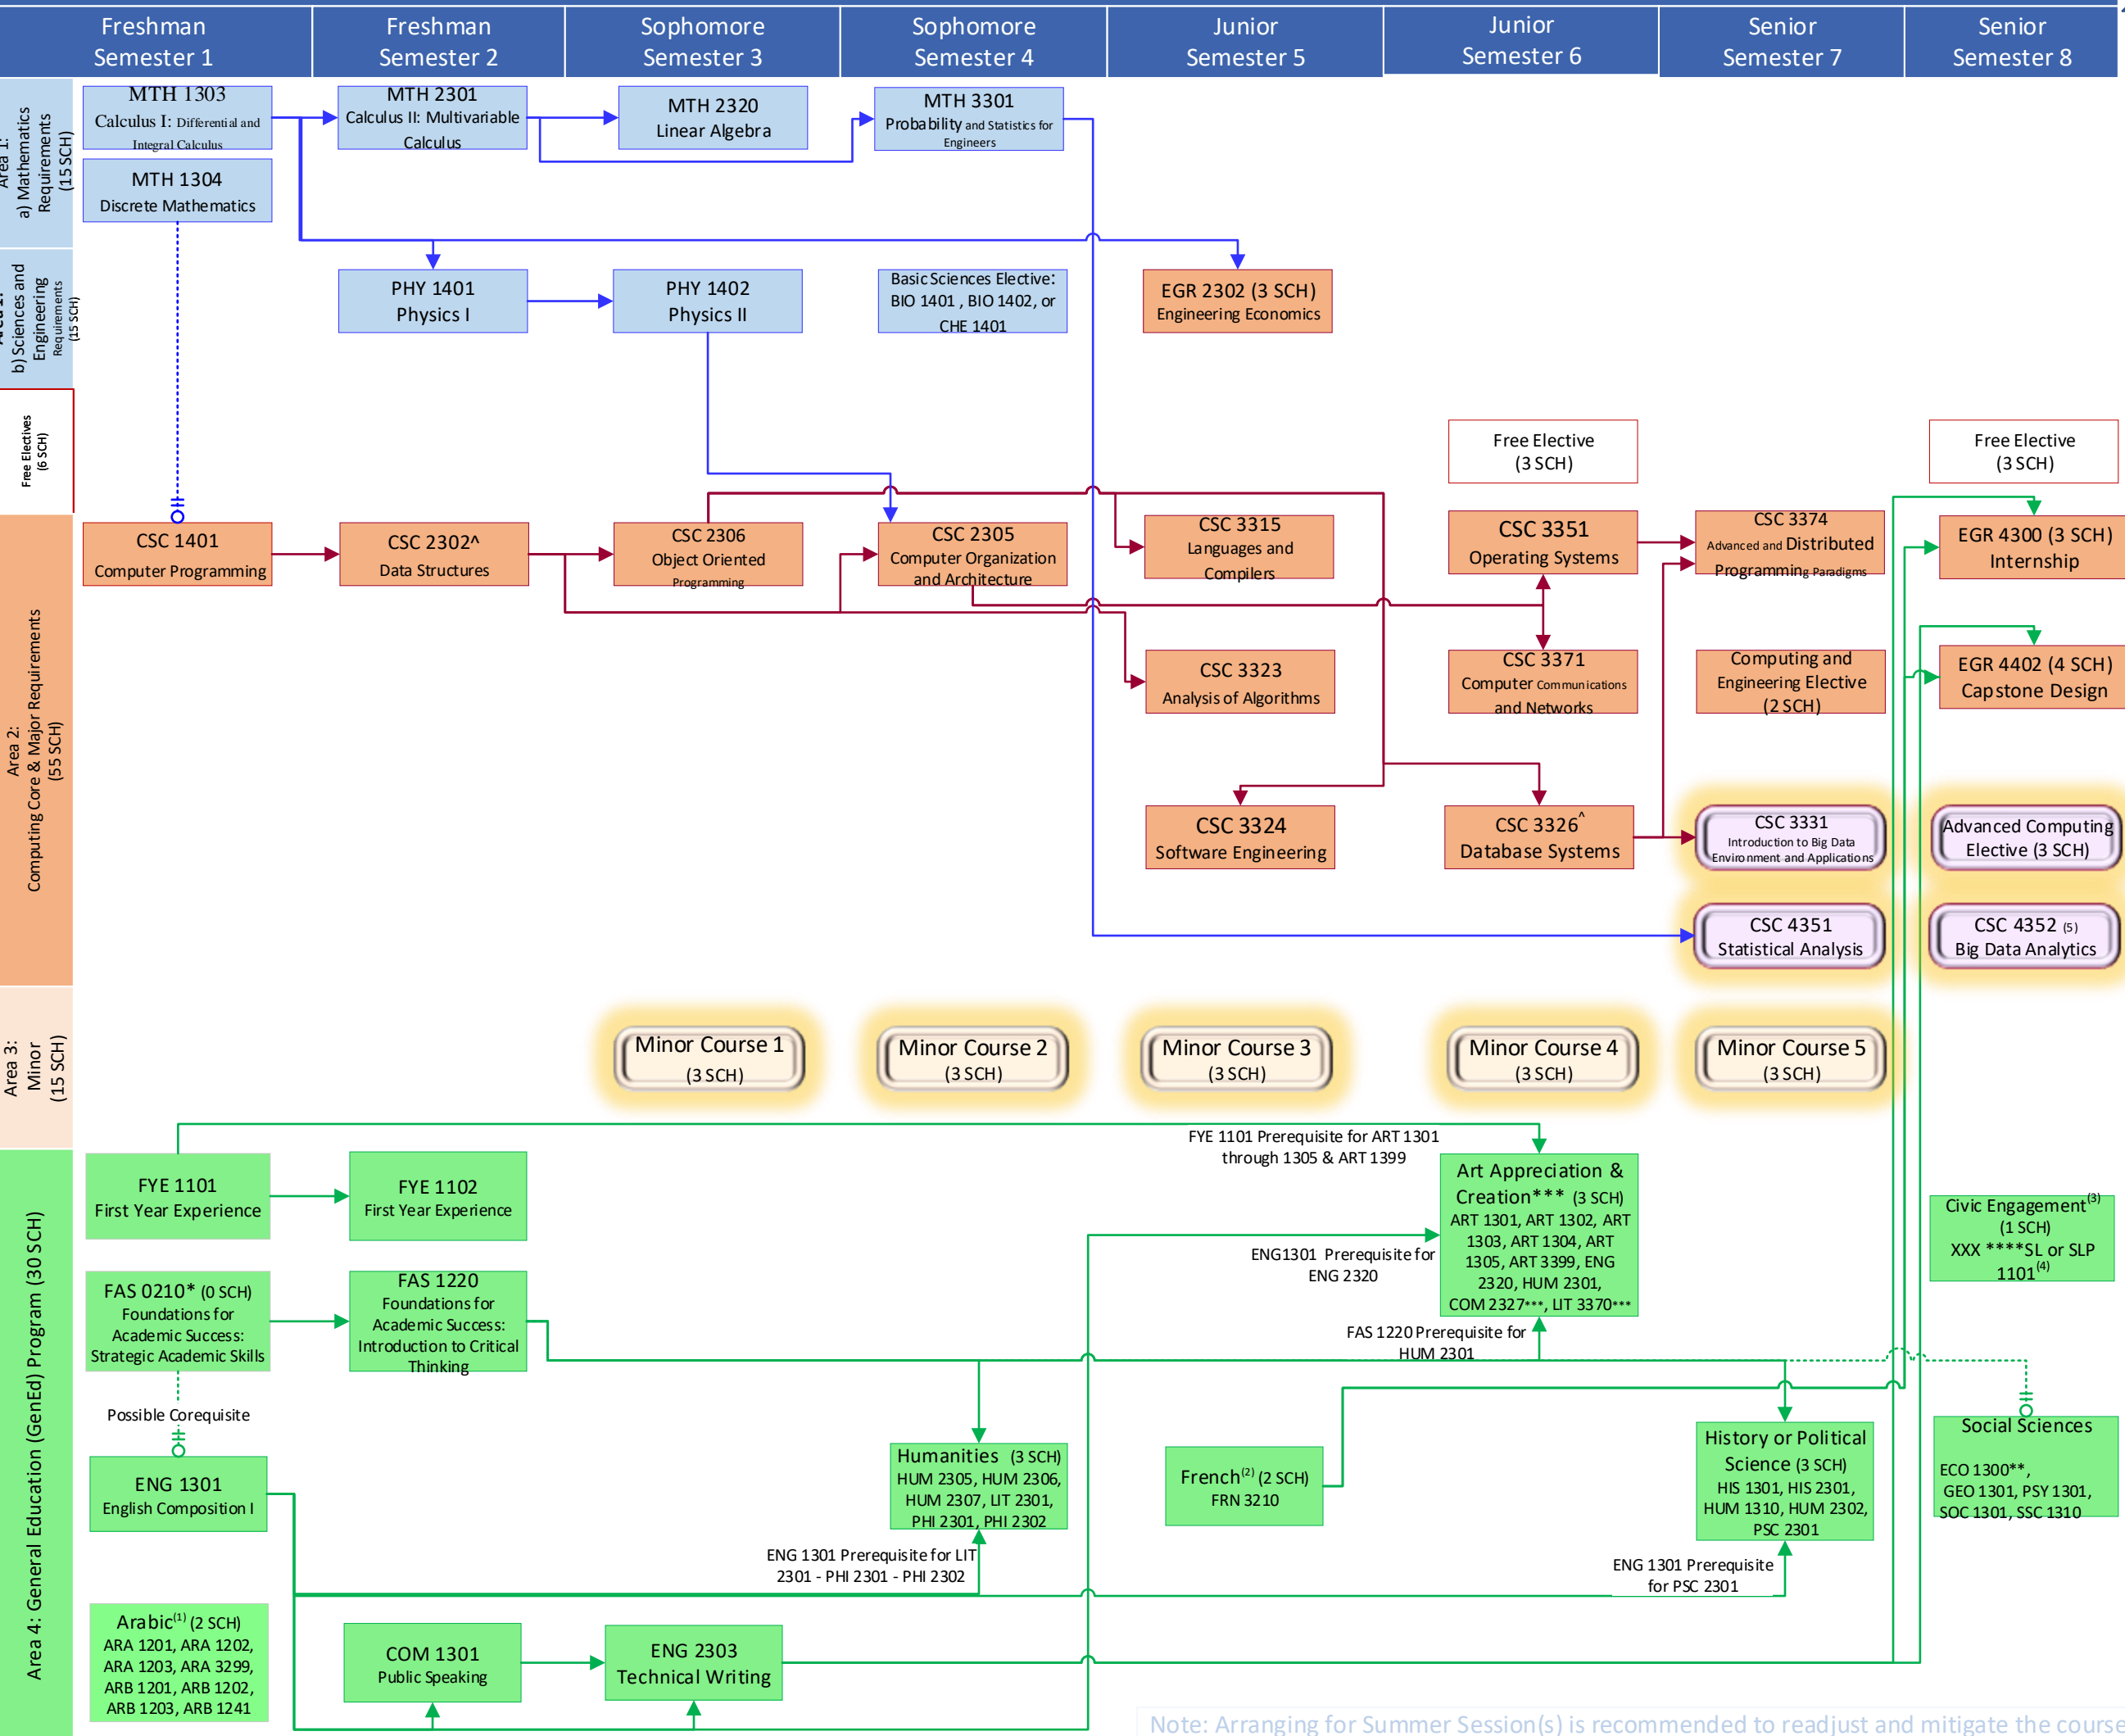 Freshman
Semester 1
Freshman
Semester 2
Sophomore
Semester 3
Sophomore
Semester 4
Junior
Semester 5
Junior
Semester 6
Senior
Semester 7
Senior
Semester 8
Area 1:
a) Mathematics
Requirements
(15 SCH)
MTH 1303
Calculus I: Differential and
Integral Calculus
MTH 2301
Calculus II: Multivariable
Calculus
MTH 2320
Linear Algebra
MTH 3301
Probability and Statistics for
Engineers
MTH 1304
Discrete Mathematics
b) Sciences and
Engineering
Requirements
(15 SCH)
PHY 1401
Physics I
PHY 1402
Physics II
Basic Sciences Elective:
BIO 1401 , BIO 1402, or
CHE 1401
EGR 2302 (3 SCH)
Engineering Economics
Free Electives
(6 SCH)
Free Elective
(3 SCH)
Free Elective
(3 SCH)
Area 2:
Computing Core & Major Requirements
(55 SCH)
CSC 1401
Computer Programming
CSC 2302^
Data Structures
CSC 2306
Object Oriented
Programming
CSC 2305
Computer Organization
and Architecture
CSC 3315
Languages and
Compilers
CSC 3351
Operating Systems
CSC 3374
Advanced and Distributed
Programming Paradigms
EGR 4300 (3 SCH)
Internship
CSC 3323
Analysis of Algorithms
CSC 3371
Computer Communications
and Networks
Computing and
Engineering Elective
(2 SCH)
EGR 4402 (4 SCH)
Capstone Design
CSC 3324
Software Engineering
CSC 3326^
Database Systems
CSC 3331
Introduction to Big Data
Environment and Applications
Advanced Computing
Elective (3 SCH)
CSC 4351
Statistical Analysis
CSC 4352 (5)
Big Data Analytics
Area 3:
Minor
(15 SCH)
Minor Course 1
(3 SCH)
Minor Course 2
(3 SCH)
Minor Course 3
(3 SCH)
Minor Course 4
(3 SCH)
Minor Course 5
(3 SCH)
Area 4: General Education (GenEd) Program (30 SCH)
FYE 1101
First Year Experience
FYE 1102
First Year Experience
FYE 1101 Prerequisite for ART 1301
through 1305 & ART 1399
Art Appreciation &
Creation*** (3 SCH)
ART 1301, ART 1302, ART
1303, ART 1304, ART
1305, ART 3399, ENG
2320, HUM 2301,
COM 2327***, LIT 3370***
ENG1301 Prerequisite for
ENG 2320
FAS 1220 Prerequisite for
HUM 2301
Civic Engagement(3)
(1 SCH)
XXX ****SL or SLP
1101(4)
FAS 0210* (0 SCH)
Foundations for
Academic Success:
Strategic Academic Skills
FAS 1220
Foundations for
Academic Success:
Introduction to Critical
Thinking
Possible Corequisite
ENG 1301
English Composition I
Humanities (3 SCH)
HUM 2305, HUM 2306,
HUM 2307, LIT 2301,
PHI 2301, PHI 2302
French(2) (2 SCH)
FRN 3210
History or Political
Science (3 SCH)
HIS 1301, HIS 2301,
HUM 1310, HUM 2302,
PSC 2301
Social Sciences
ECO 1300**,
GEO 1301, PSY 1301,
SOC 1301, SSC 1310
ENG 1301 Prerequisite for LIT
2301 - PHI 2301 - PHI 2302
ENG 1301 Prerequisite
for PSC 2301
Arabic(1) (2 SCH)
ARA 1201, ARA 1202,
ARA 1203, ARA 3299,
ARB 1201, ARB 1202,
ARB 1203, ARB 1241
COM 1301
Public Speaking
ENG 2303
Technical Writing
Note: Arranging for Summer Session(s) is recommended to readjust and mitigate the cours